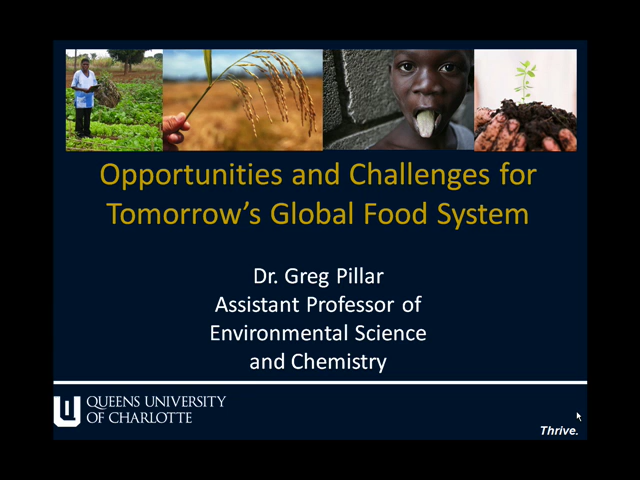 Opportunities and Challenges for
Tomorrow's Global Food System
Dr. Greg Pillar
Assistant Professor of
Environmental Science
and Chemistry
QUEENS UNIVERSITY
OF CHARLOTTE
Thrive.